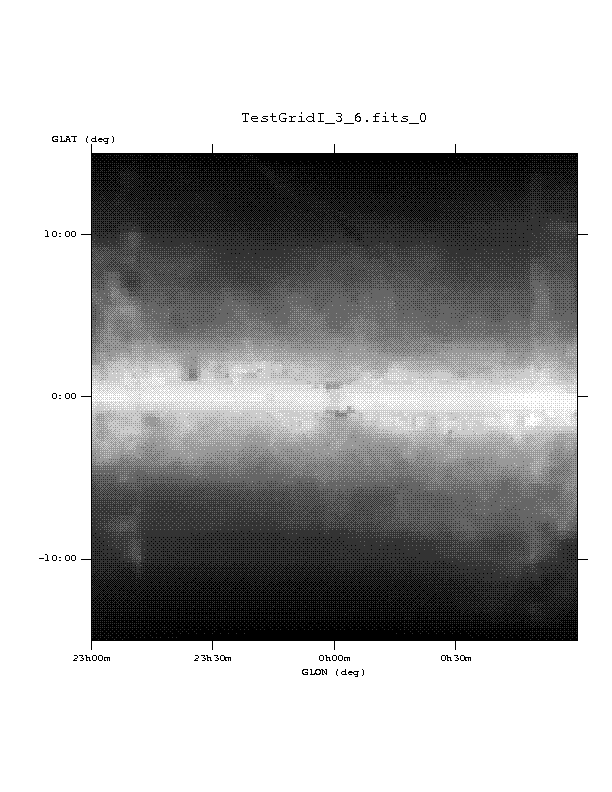 TestGridI_3_6.fits_0
GLAT (deg)
10:00
0:00
-10:00
23h00m 23h30m 0h00m 0h30m
GLON (deg)